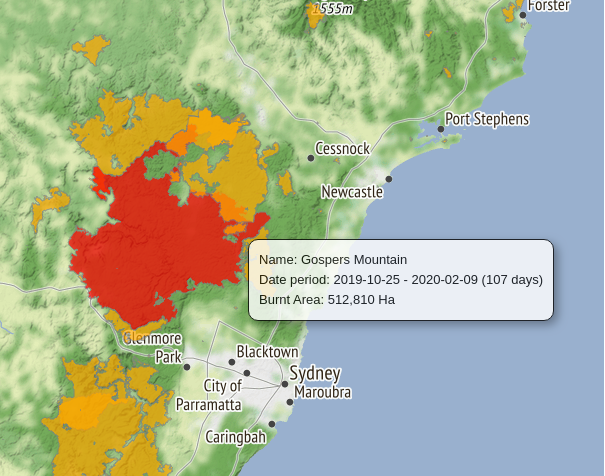 1555m
Forster
Port Stephens
Cessnock
Newcastle
Name: Gospers Mountain
Date period: 2019-10-25 - 2020-02-09 (107 days)
Burnt Area: 512,810 Ha
Glenmore
Park
Blacktown
Sydney
City of
Parramatta
Maroubra
Caringbah